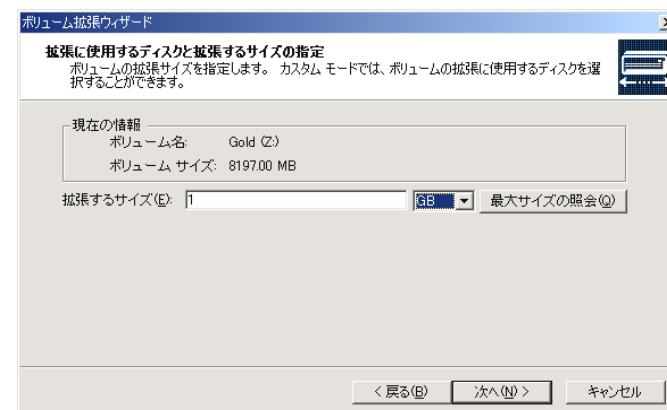 ボリューム拡張ウィザード
拡張に使用するディスクと拡張するサイズの指定
ボリュームの拡張サイズを指定します。 カスタム モードでは、ボリュームの拡張に使用するディスクを選
択することができます。
現在の情報
ボリューム名: Gold (Z:)
ボリューム サイズ: 8197.00 MB
拡張するサイズ(E): 1 GB 最大サイズの照会(Q)
< 戻る(B) 次へ(N) > キャンセル